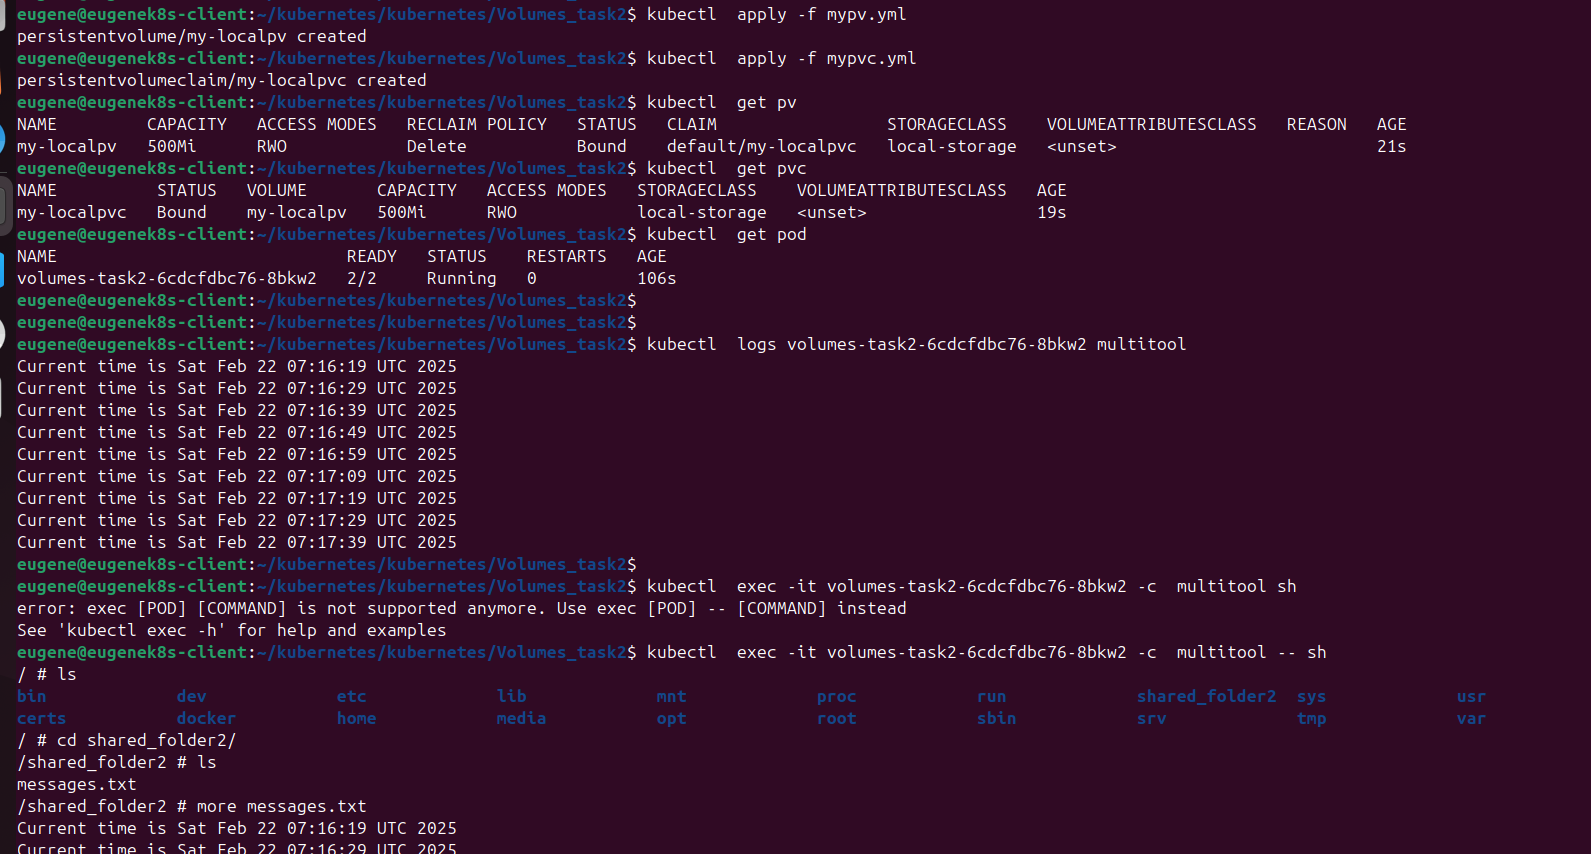 eugene@eugenek8s-client:~/kubernetes/kubernetes/Volumes_task2$ kubectl  apply -f mypv.yml
persistentvolume/my-localpv created
eugene@eugenek8s-client:~/kubernetes/kubernetes/Volumes_task2$ kubectl  apply -f mypvc.yml
persistentvolumeclaim/my-localpvc created
eugene@eugenek8s-client:~/kubernetes/kubernetes/Volumes_task2$ kubectl  get pv
NAME         CAPACITY   ACCESS MODES   RECLAIM POLICY   STATUS   CLAIM                 STORAGECLASS    VOLUMEATTRIBUTESCLASS   REASON   AGE
my-localpv   500Mi      RWO            Delete           Bound    default/my-localpvc   local-storage   <unset>                          21s
eugene@eugenek8s-client:~/kubernetes/kubernetes/Volumes_task2$ kubectl  get pvc
NAME          STATUS   VOLUME       CAPACITY   ACCESS MODES   STORAGECLASS    VOLUMEATTRIBUTESCLASS   AGE
my-localpvc   Bound    my-localpv   500Mi      RWO            local-storage   <unset>                 19s
eugene@eugenek8s-client:~/kubernetes/kubernetes/Volumes_task2$ kubectl  get pod
NAME                             READY   STATUS    RESTARTS   AGE
volumes-task2-6cdcfdbc76-8bkw2   2/2     Running   0          106s
eugene@eugenek8s-client:~/kubernetes/kubernetes/Volumes_task2$
eugene@eugenek8s-client:~/kubernetes/kubernetes/Volumes_task2$
eugene@eugenek8s-client:~/kubernetes/kubernetes/Volumes_task2$ kubectl  logs volumes-task2-6cdcfdbc76-8bkw2 multitool
Current time is Sat Feb 22 07:16:19 UTC 2025
Current time is Sat Feb 22 07:16:29 UTC 2025
Current time is Sat Feb 22 07:16:39 UTC 2025
Current time is Sat Feb 22 07:16:49 UTC 2025
Current time is Sat Feb 22 07:16:59 UTC 2025
Current time is Sat Feb 22 07:17:09 UTC 2025
Current time is Sat Feb 22 07:17:19 UTC 2025
Current time is Sat Feb 22 07:17:29 UTC 2025
Current time is Sat Feb 22 07:17:39 UTC 2025
eugene@eugenek8s-client:~/kubernetes/kubernetes/Volumes_task2$
eugene@eugenek8s-client:~/kubernetes/kubernetes/Volumes_task2$ kubectl  exec -it volumes-task2-6cdcfdbc76-8bkw2 -c  multitool sh
error: exec [POD] [COMMAND] is not supported anymore. Use exec [POD] -- [COMMAND] instead
See 'kubectl exec -h' for help and examples
eugene@eugenek8s-client:~/kubernetes/kubernetes/Volumes_task2$ kubectl  exec -it volumes-task2-6cdcfdbc76-8bkw2 -c  multitool -- sh
/ # ls
bin             dev             etc             lib             mnt             proc            run             shared_folder2  sys             usr
certs           docker          home            media           opt             root            sbin            srv             tmp             var
/ # cd shared_folder2/
/shared_folder2 # ls
messages.txt
/shared_folder2 # more messages.txt
Current time is Sat Feb 22 07:16:19 UTC 2025
Current time is Sat Feb 22 07:16:29 UTC 2025